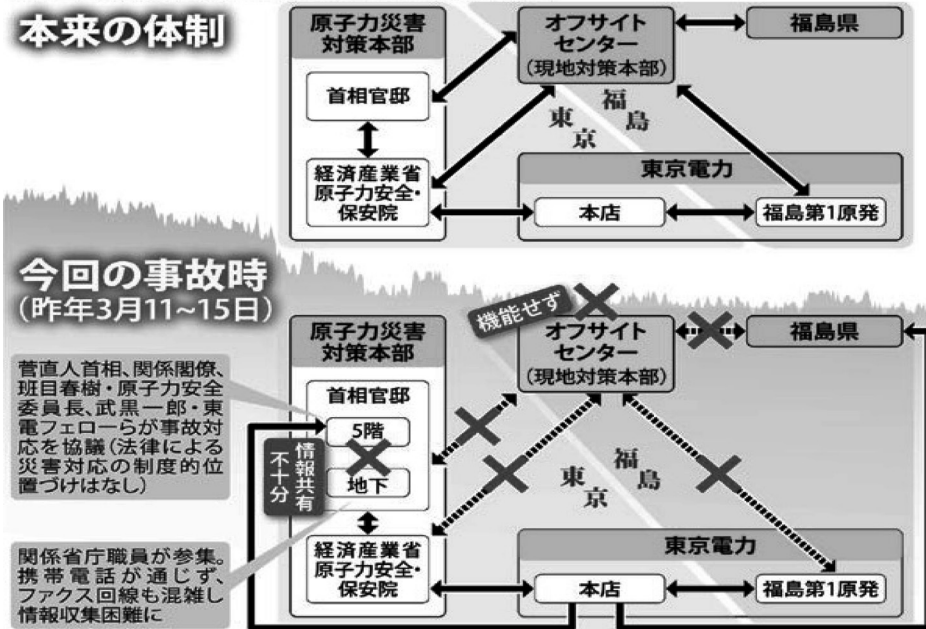 本来の体制
原子力災害
対策本部
首相官邸
経済産業省
原子力安全・
保安院
オフサイト
センター
(現地対策本部)
福島県
東京
福島
東京電力
本店
福島第1原発
今回の事故時
(昨年3月11~15日)
菅直人首相、関係閣僚、
班目春樹・原子力安全
委員長、武黒一郎・東
電フェローらが事故対
応を協議(法律による
災害対応の制度的位
置づけはなし)
関係省庁職員が参集。
携帯電話が通じず、
ファクス回線も混雑し
情報収集困難に
原子力災害
対策本部
首相官邸
5階
地下
情報共有
不十分
経済産業省
原子力安全・
保安院
機能せず
オフサイト
センター
(現地対策本部)
福島県
東京
福島
東京電力
本店
福島第1原発